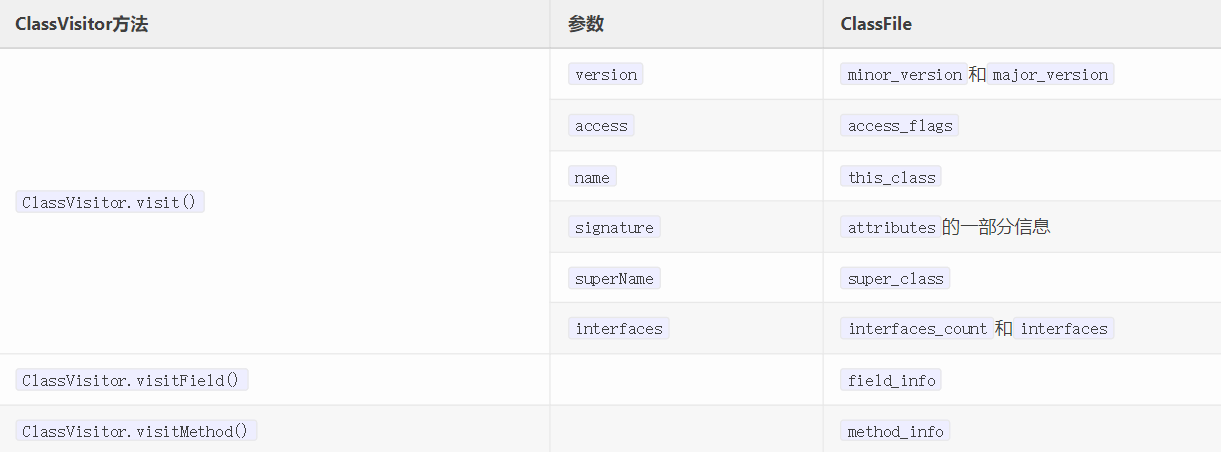 ClassVisitor方法 参数 ClassFile
version minor_version和major_version
access access_flags
name this_class
ClassVisitor.visit()
signature attributes的一部分信息
superName super_class
interfaces interfaces_count和interfaces
ClassVisitor.visitField() field_info
ClassVisitor.visitMethod() method_info